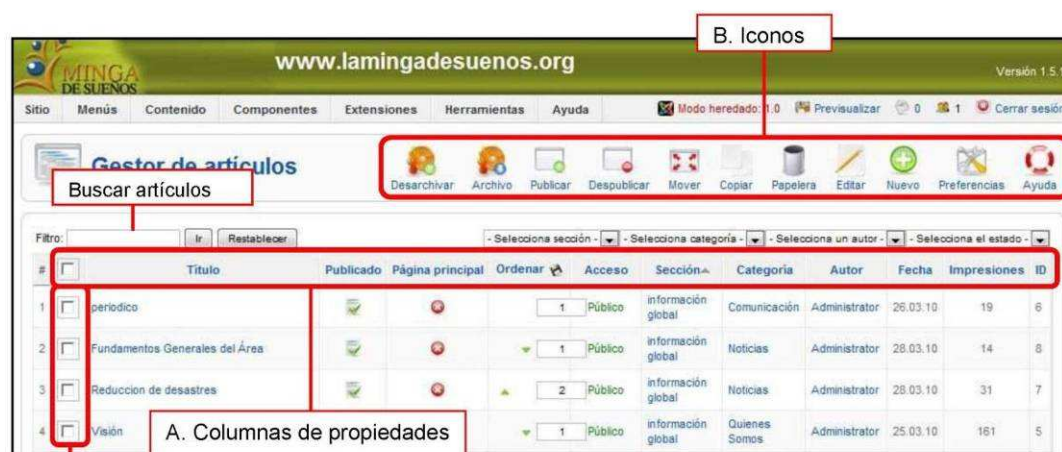 B. Iconos
MINGA
DE SUEÑOS
www.lamingadesuenos.org
Versión 1.5.1
Sitio Menús Contenido Componentes Extensiones Herramientas Ayuda Modo heredado: 1.0 Previsualizar 0 1 Cerrar sesión
Gestor de artículos
Desarchivar Archivo Publicar Despublicar Mover Copiar Papelera Editar Nuevo Preferencias Ayuda
Buscar artículos
Filtro: Ir Restablecer - Selecciona sección - - Selecciona categoría - - Selecciona un autor - - Selecciona el estado -
# Título Publicado Página principal Ordenar Acceso Sección Categoría Autor Fecha Impresiones ID
1 periodico 1 Público información global Comunicación Administrator 26.03.10 19 6
2 Fundamentos Generales del Área 1 Público información global Noticias Administrator 28.03.10 14 8
3 Reduccion de desastres 2 Público información global Noticias Administrator 28.03.10 31 7
4 Visión 1 Público información global Quienes Somos Administrator 25.03.10 161 5
A. Columnas de propiedades